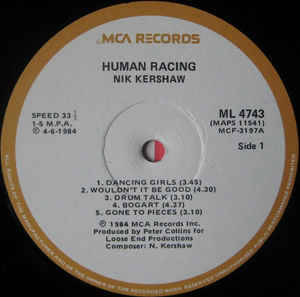 MCA RECORDS
HUMAN RACING
NIK KERSHAW
SPEED 33
1-5 M.P.A.
℗ 4-6-1984
ML 4743
(MAPS 11541)
MCF-3197A
Side 1
1. DANCING GIRLS (3.45)
2. WOULDN'T IT BE GOOD (4.30)
3. DRUM TALK (3.10)
4. BOGART (4.37)
5. GONE TO PIECES (3.10)
℗ 1984 MCA Records Inc.
Produced by Peter Collins for
Loose End Productions
Composer: N. Kershaw